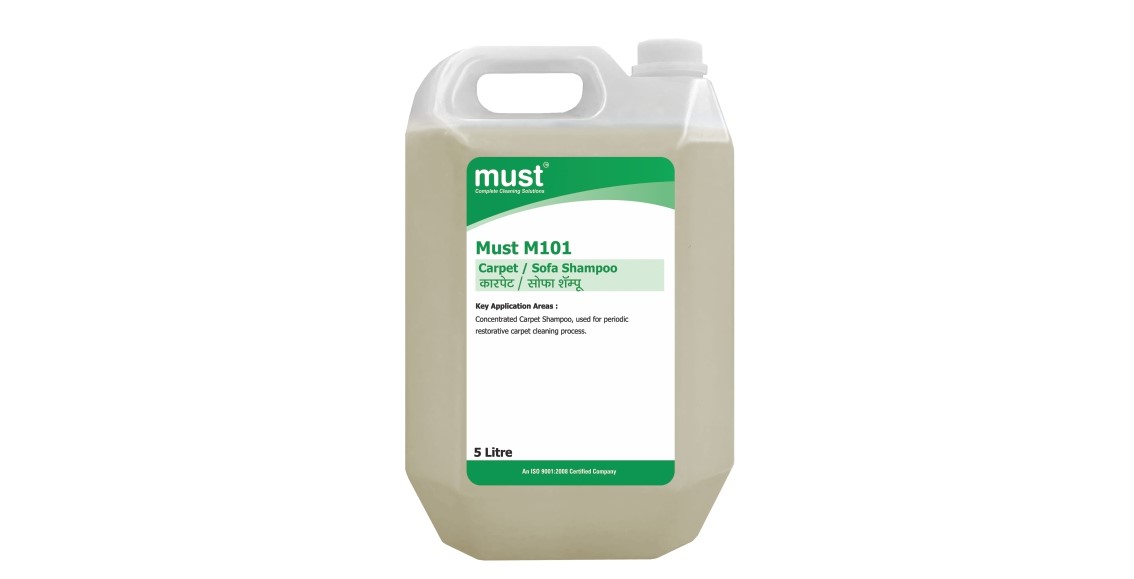 must
Complete Cleaning Solutions
Must M101
Carpet / Sofa Shampoo
कारपेट / सोफा शॅम्पू
Key Application Areas :
Concentrated Carpet Shampoo, used for periodic
restorative carpet cleaning process.
5 Litre
An ISO 9001:2008 Certified Company